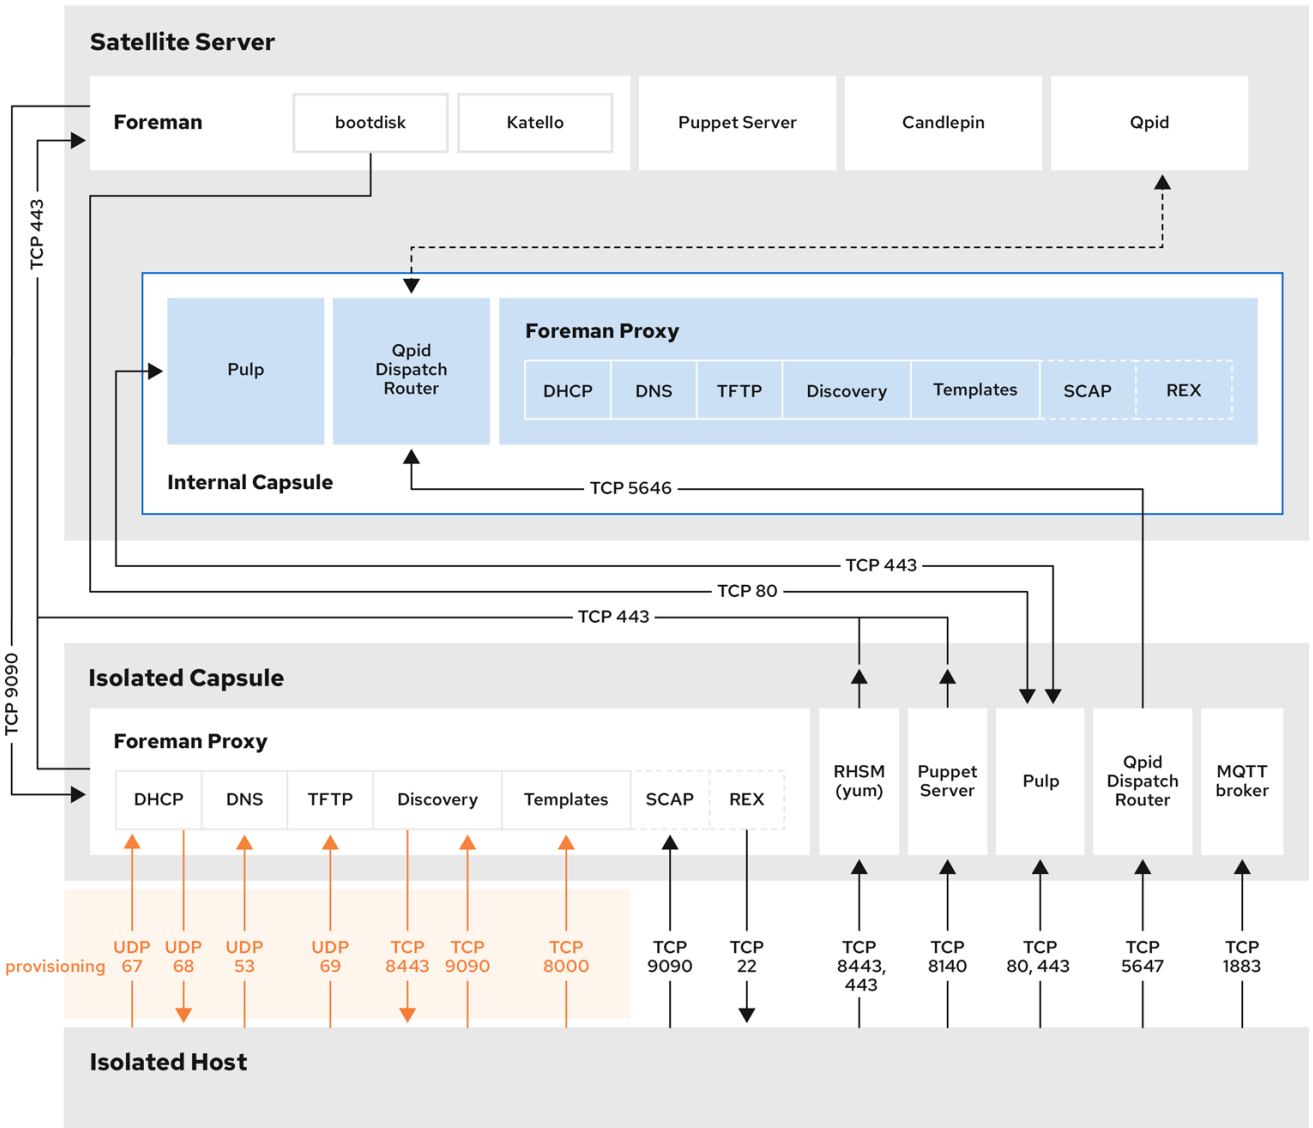 Satellite Server
Foreman
bootdisk
Katello
Puppet Server
Candlepin
Qpid
TCP 443
Pulp
Qpid
Dispatch
Router
Foreman Proxy
DHCP
DNS
TFTP
Discovery
Templates
SCAP
REX
Internal Capsule
TCP 5646
TCP 443
TCP 80
TCP 443
TCP 9090
Isolated Capsule
Foreman Proxy
DHCP
DNS
TFTP
Discovery
Templates
SCAP
REX
RHSM
(yum)
Puppet
Server
Pulp
Qpid
Dispatch
Router
MQTT
broker
provisioning
UDP
67
UDP
68
UDP
53
UDP
69
TCP
8443
TCP
9090
TCP
8000
TCP
9090
TCP
22
TCP
8443,
443
TCP
8140
TCP
80, 443
TCP
5647
TCP
1883
Isolated Host